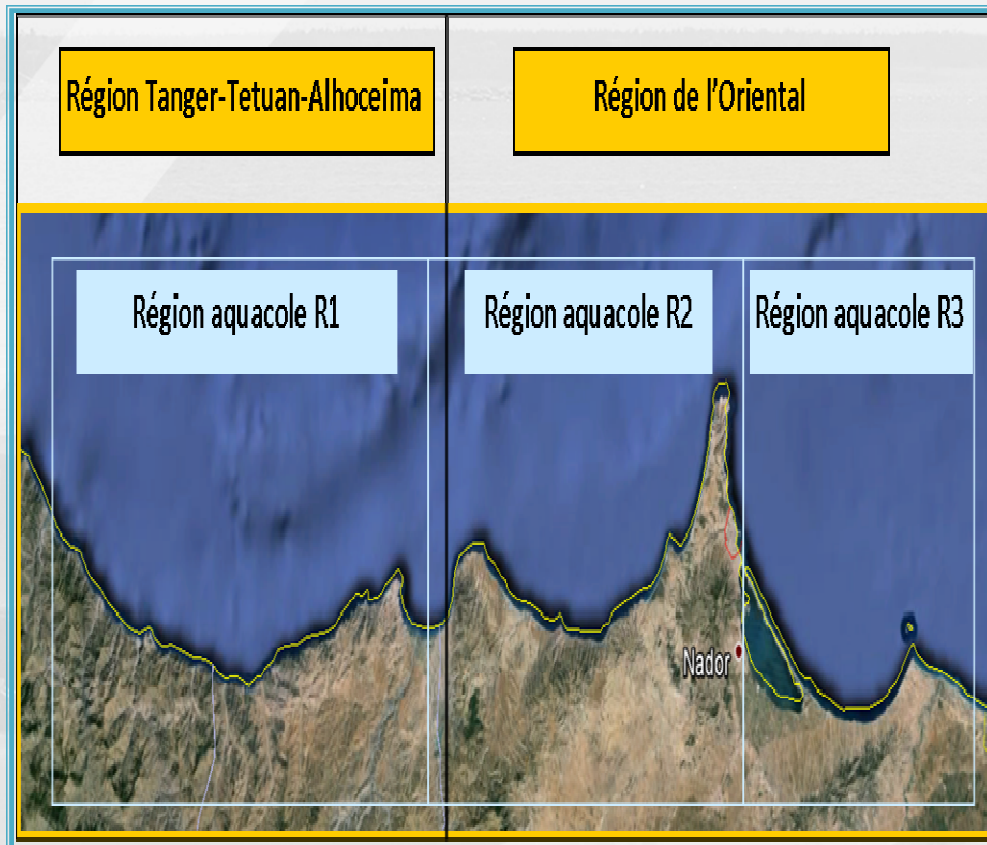 Région Tanger-Tetuan-Alhoceima
Région de l'Oriental
Région aquacole R1
Région aquacole R2
Région aquacole R3
Nador